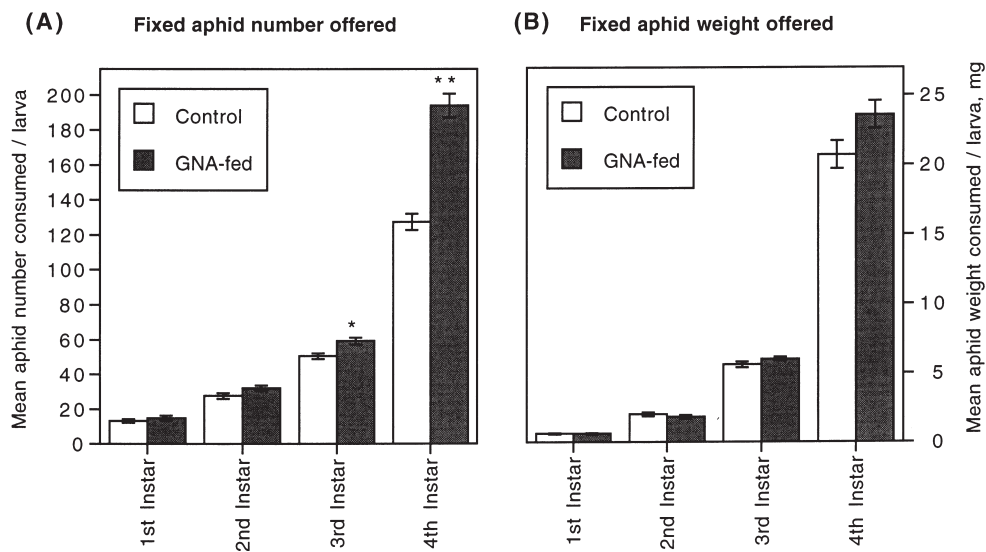 (A) Fixed aphid number offered
Mean aphid number consumed / larva
200
180
160
140
120
100
80
60
40
20
0
Control
GNA-fed
*
**
1st Instar
2nd Instar
3rd Instar
4th Instar
(B) Fixed aphid weight offered
Control
GNA-fed
25
20
15
10
5
0
Mean aphid weight consumed / larva, mg
1st Instar
2nd Instar
3rd Instar
4th Instar